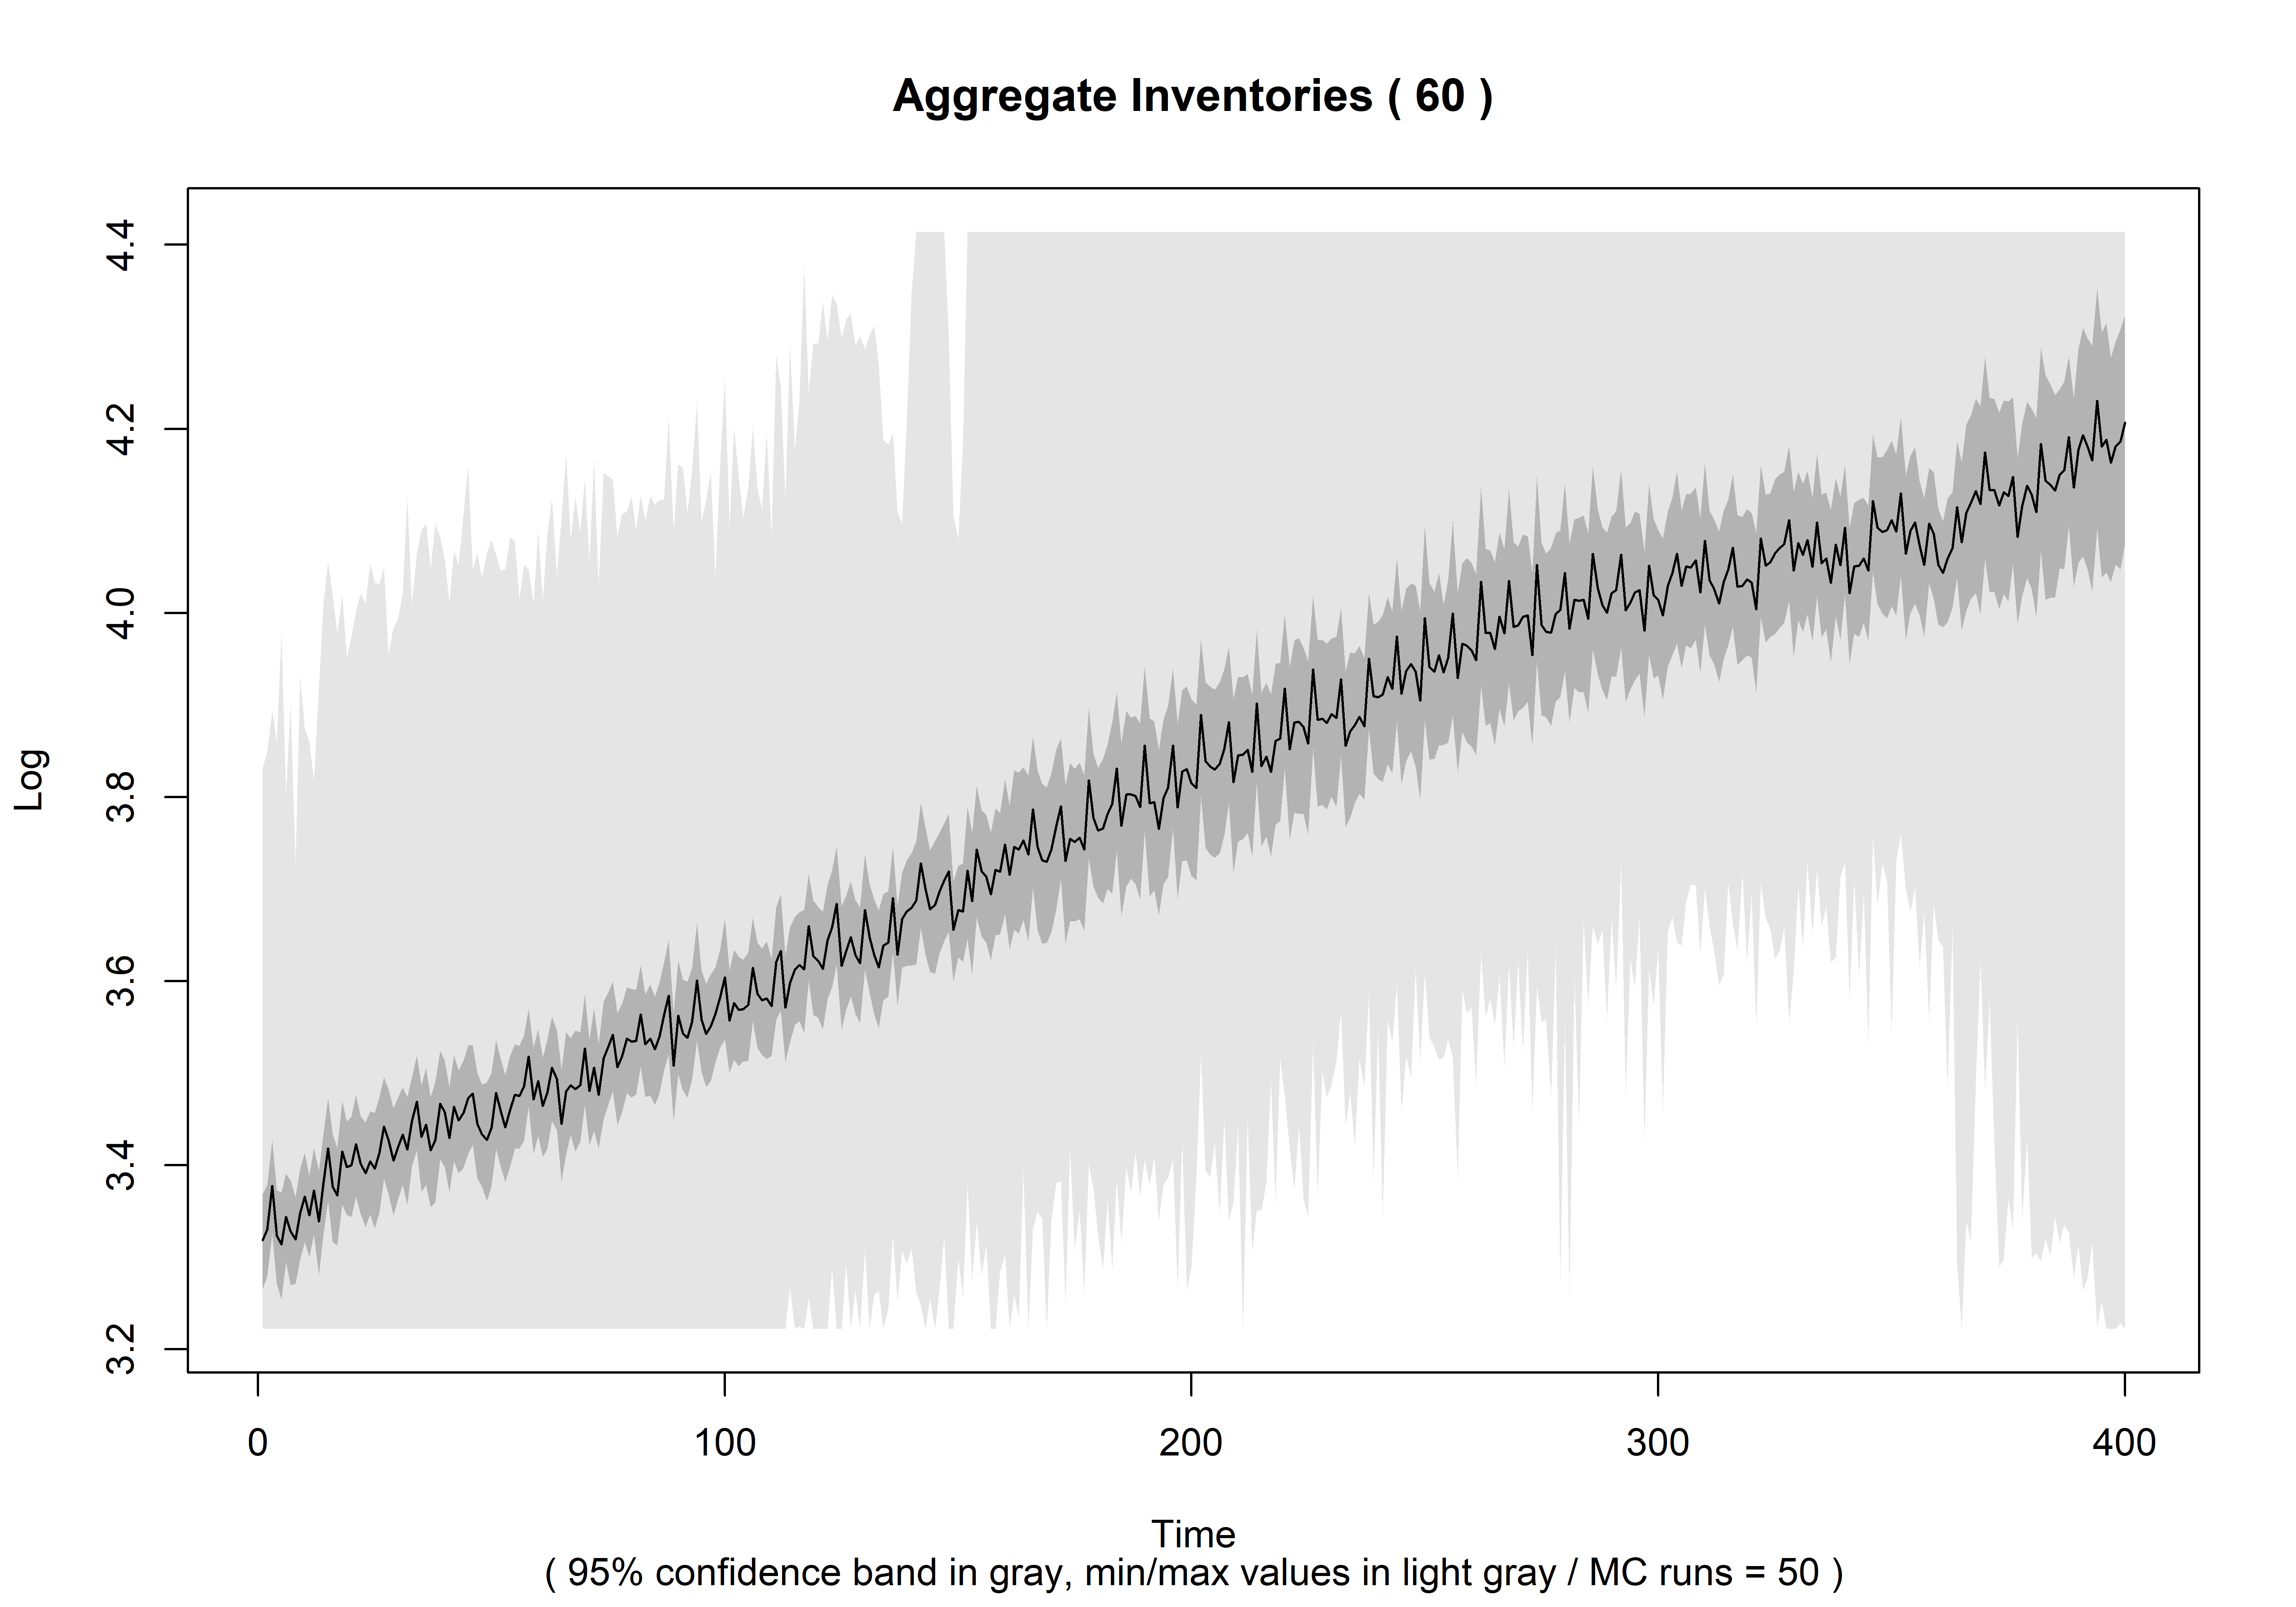 Aggregate Inventories ( 60 )
Log
4.4
4.2
4.0
3.8
3.6
3.4
3.2
0 100 200 300 400
Time
( 95% confidence band in gray, min/max values in light gray / MC runs = 50 )